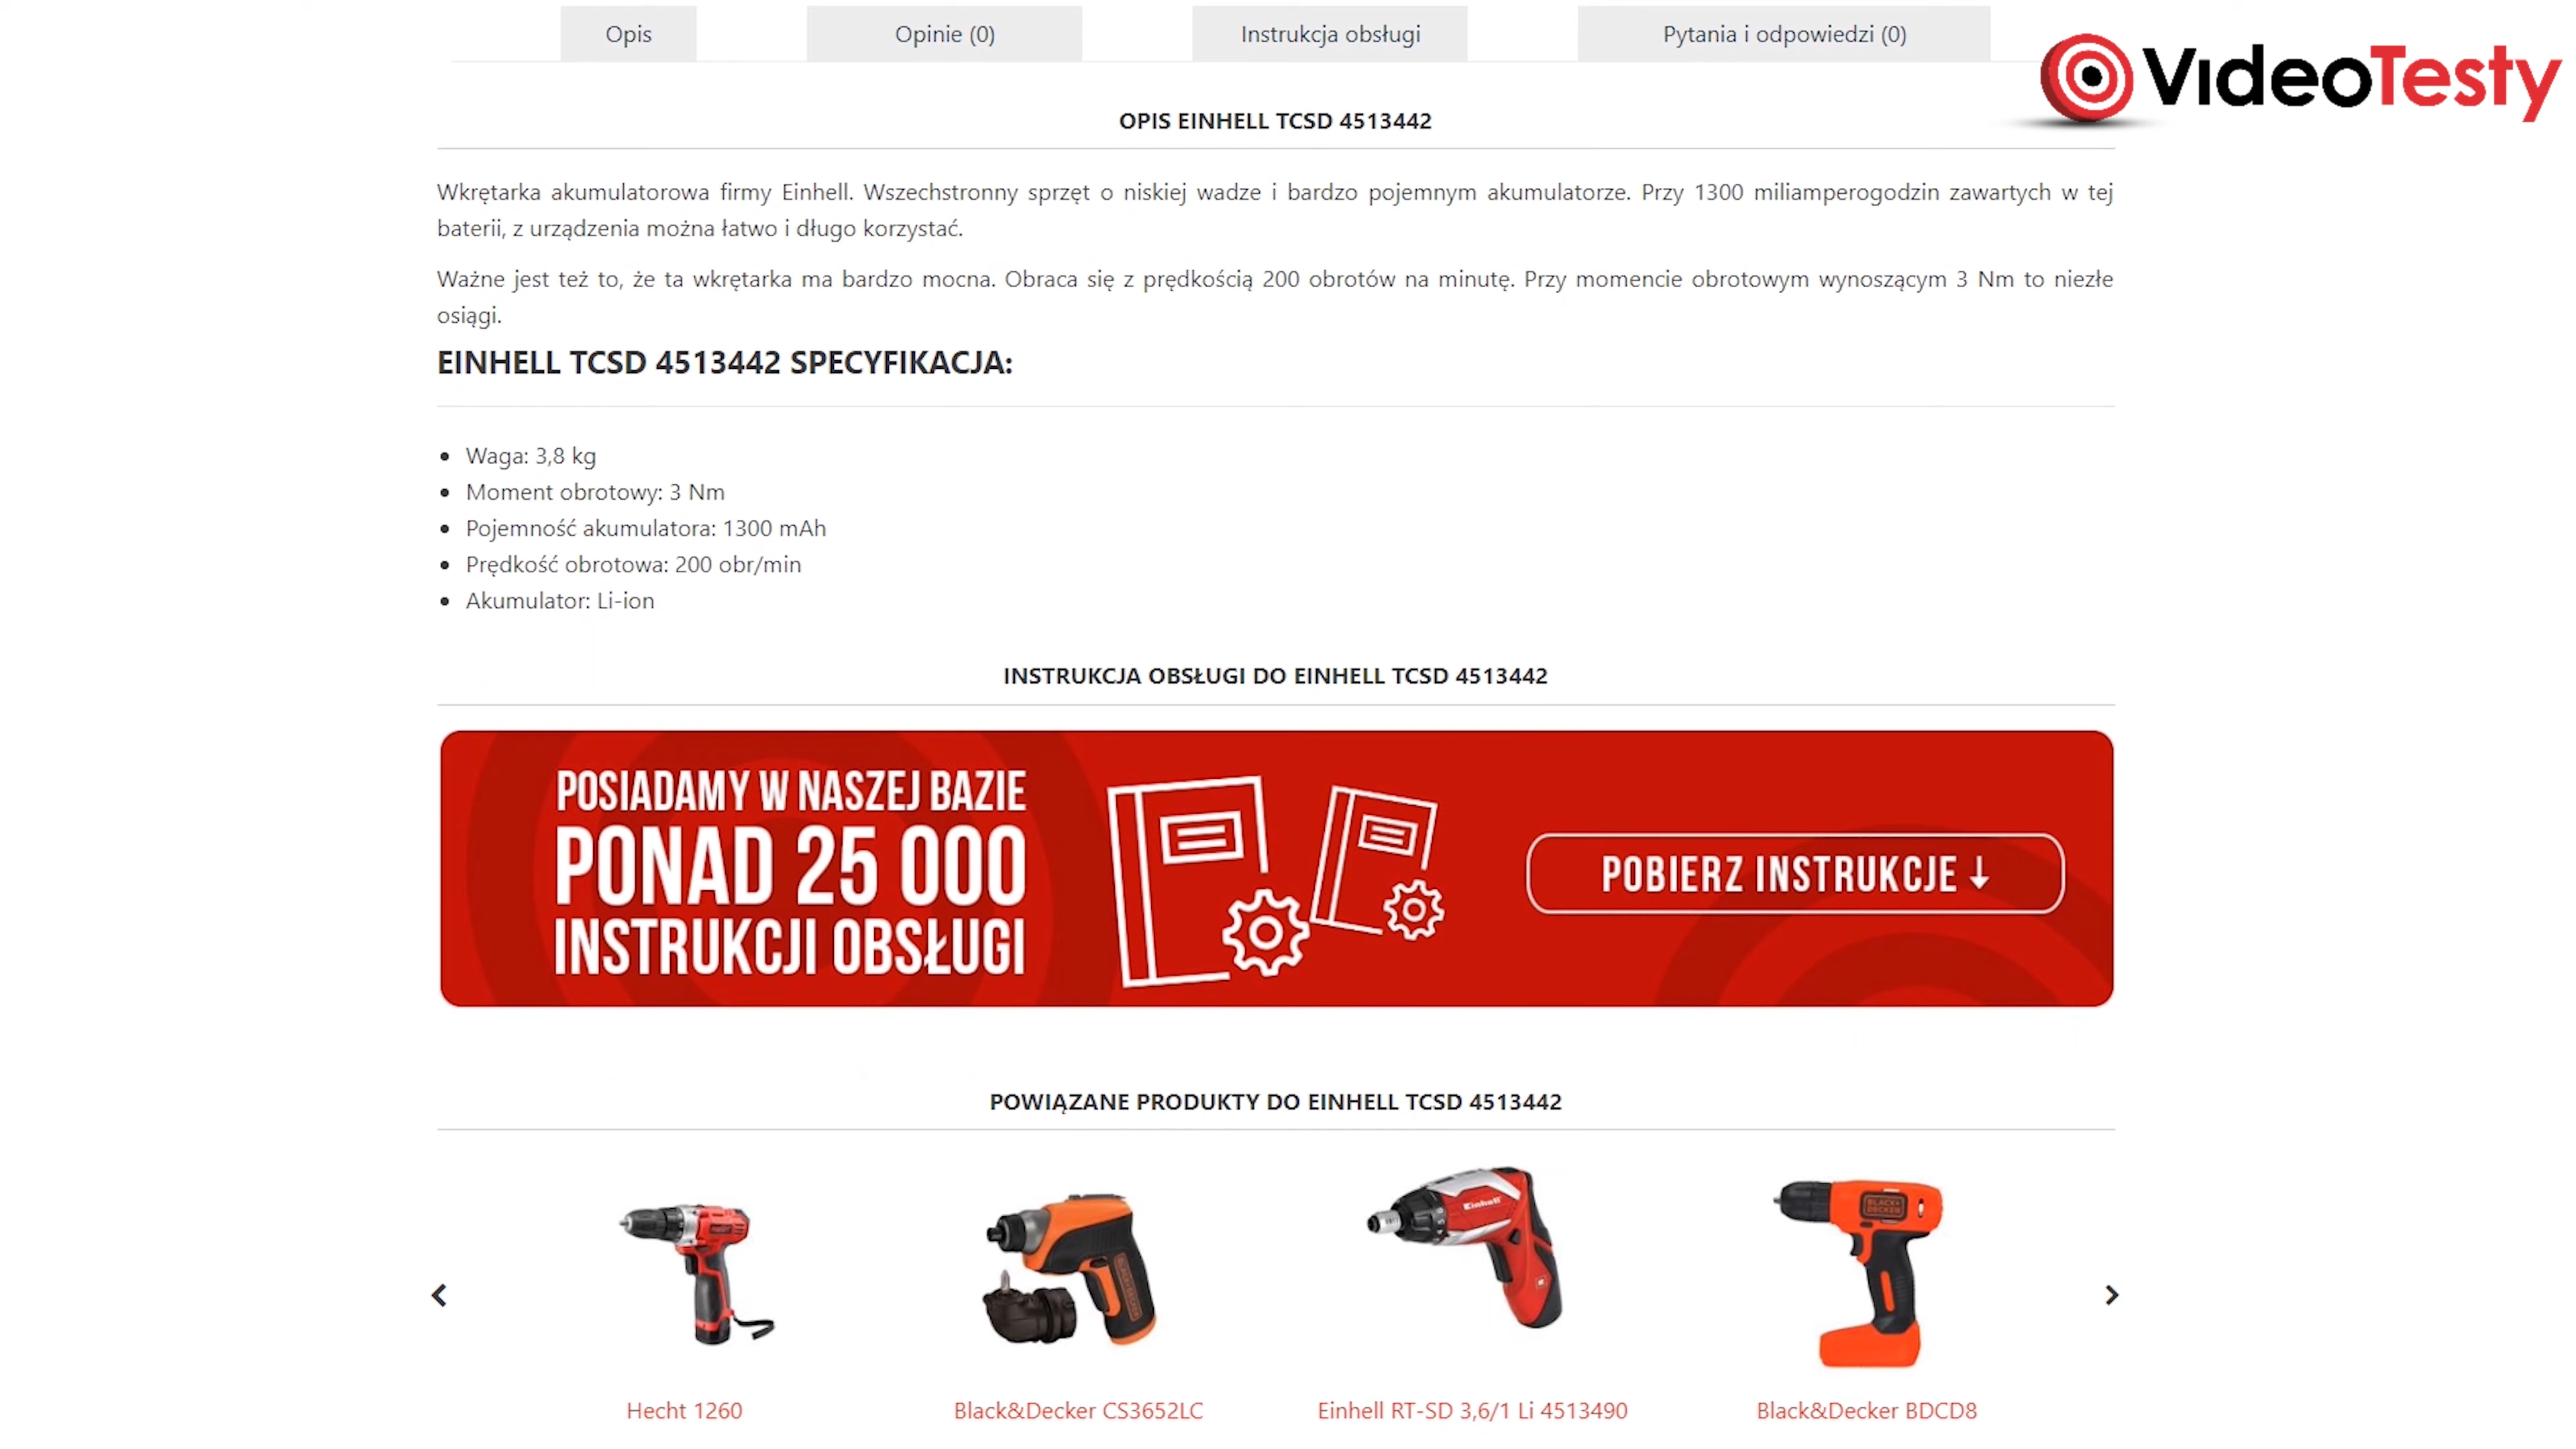 Opis
Opinie (0)
Instrukcja obsługi
Pytania i odpowiedzi (0)
VideoTesty
OPIS EINHELL TCSD 4513442
Wkrętarka akumulatorowa firmy Einhell. Wszechstronny sprzęt o niskiej wadze i bardzo pojemnym akumulatorze. Przy 1300 miliamperogodzin zawartych w tej
baterii, z urządzenia można łatwo i długo korzystać.
Ważne jest też to, że ta wkrętarka ma bardzo mocna. Obraca się z prędkością 200 obrotów na minutę. Przy momencie obrotowym wynoszącym 3 Nm to niezłe
osiągi.
EINHELL TCSD 4513442 SPECYFIKACJA:
Waga: 3,8 kg
Moment obrotowy: 3 Nm
Pojemność akumulatora: 1300 mAh
Prędkość obrotowa: 200 obr/min
Akumulator: Li-ion
INSTRUKCJA OBSŁUGI DO EINHELL TCSD 4513442
POSIADAMY W NASZEJ BAZIE
PONAD 25 000
INSTRUKCJI OBSŁUGI
POBIERZ INSTRUKCJE ↓
POWIĄZANE PRODUKTY DO EINHELL TCSD 4513442
Einhell
BLACK+
DECKER
Hecht 1260
Black&Decker CS3652LC
Einhell RT-SD 3,6/1 Li 4513490
Black&Decker BDCD8